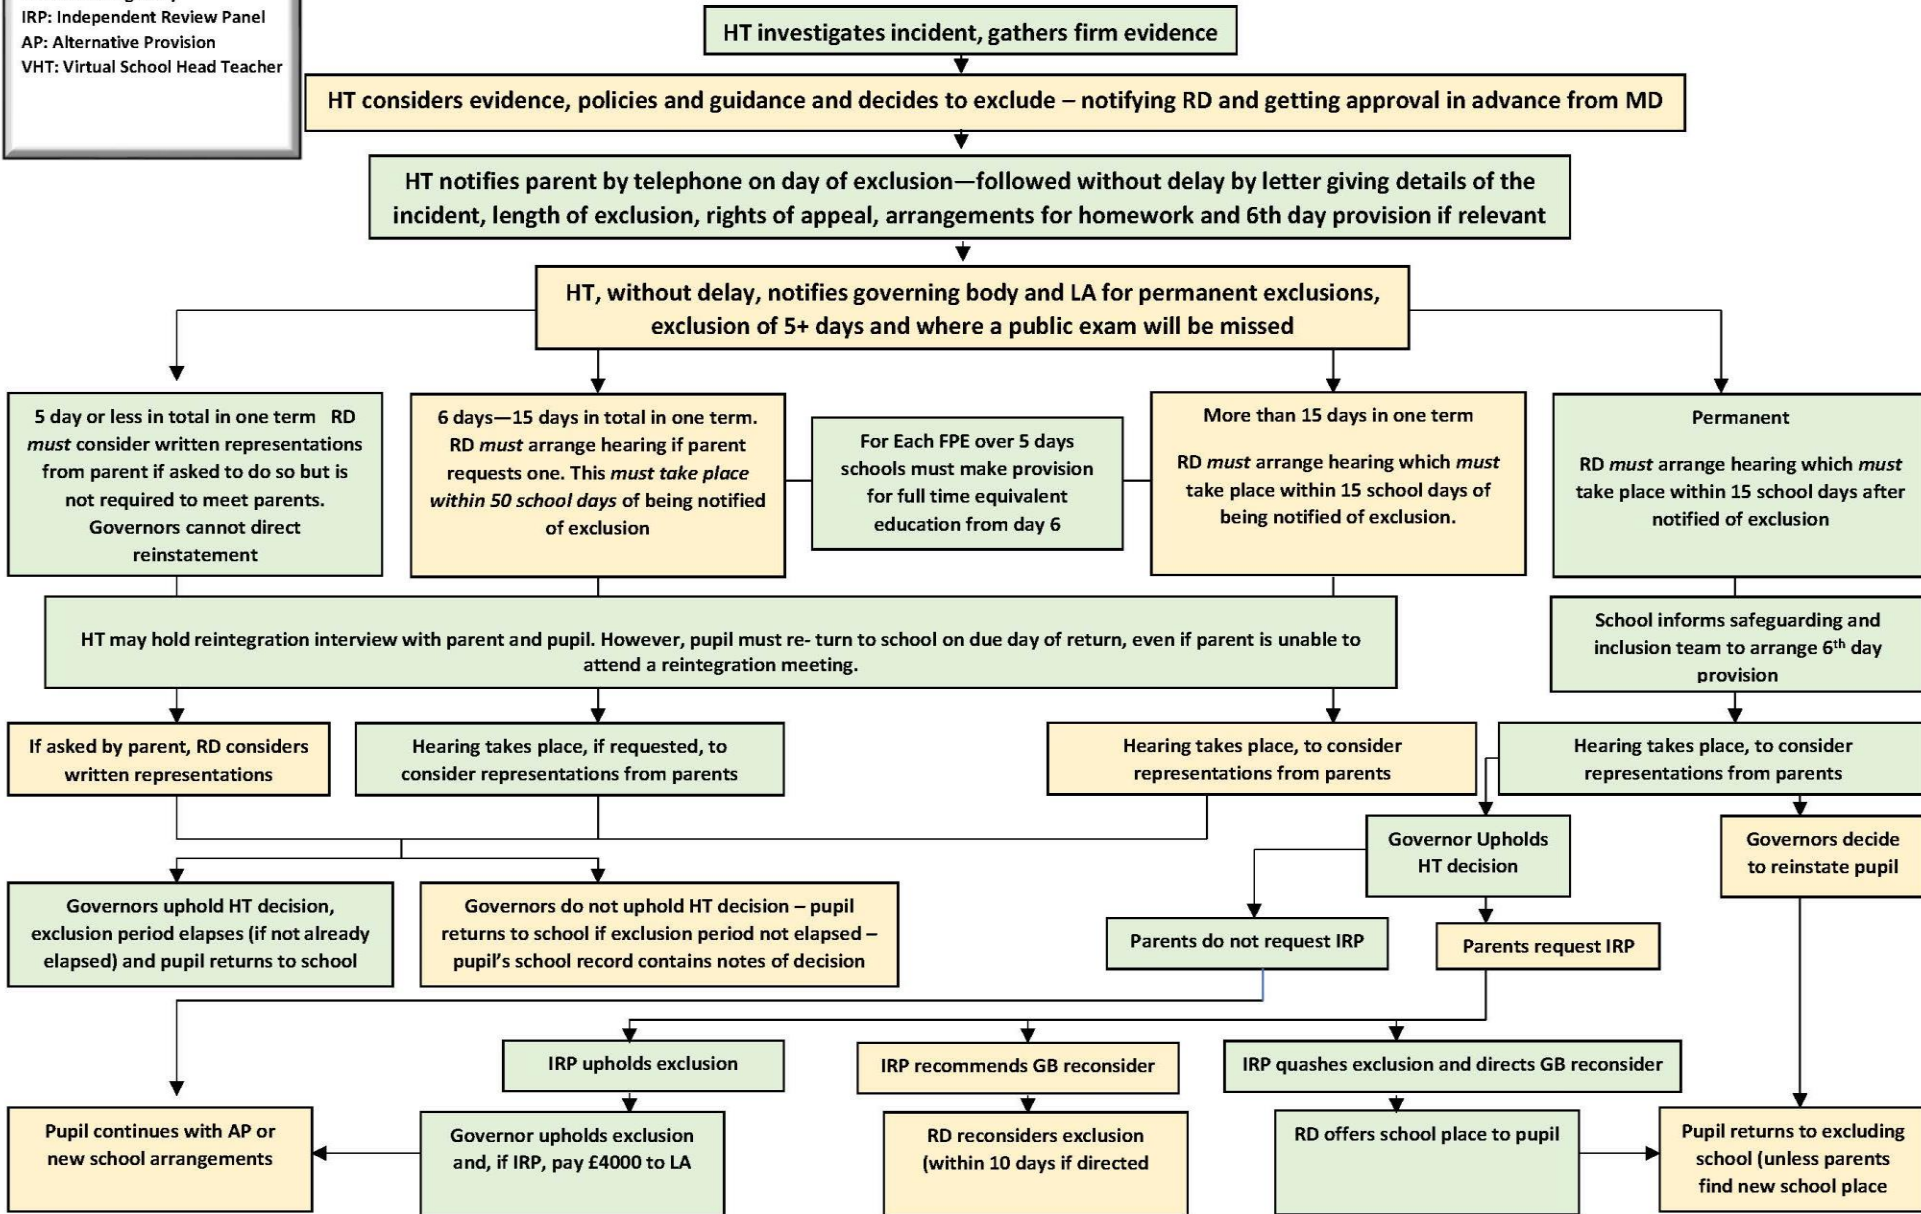 IRP: Independent Review Panel
AP: Alternative Provision
VHT: Virtual School Head Teacher
HT investigates incident, gathers firm evidence
HT considers evidence, policies and guidance and decides to exclude – notifying RD and getting approval in advance from MD
HT notifies parent by telephone on day of exclusion—followed without delay by letter giving details of the
incident, length of exclusion, rights of appeal, arrangements for homework and 6th day provision if relevant
HT, without delay, notifies governing body and LA for permanent exclusions,
exclusion of 5+ days and where a public exam will be missed
5 day or less in total in one term RD
must consider written representations
from parent if asked to do so but is
not required to meet parents.
Governors cannot direct
reinstatement
6 days—15 days in total in one term.
RD must arrange hearing if parent
requests one. This must take place
within 50 school days of being notified
of exclusion
For Each FPE over 5 days
schools must make provision
for full time equivalent
education from day 6
More than 15 days in one term
RD must arrange hearing which must
take place within 15 school days of
being notified of exclusion.
Permanent
RD must arrange hearing which must
take place within 15 school days after
notified of exclusion
HT may hold reintegration interview with parent and pupil. However, pupil must re- turn to school on due day of return, even if parent is unable to
attend a reintegration meeting.
School informs safeguarding and
inclusion team to arrange 6th day
provision
If asked by parent, RD considers
written representations
Hearing takes place, if requested, to
consider representations from parents
Hearing takes place, to consider
representations from parents
Hearing takes place, to consider
representations from parents
Governor Upholds
HT decision
Governors decide
to reinstate pupil
Governors uphold HT decision,
exclusion period elapses (if not already
elapsed) and pupil returns to school
Governors do not uphold HT decision – pupil
returns to school if exclusion period not elapsed –
pupil's school record contains notes of decision
Parents do not request IRP
Parents request IRP
IRP upholds exclusion
IRP recommends GB reconsider
IRP quashes exclusion and directs GB reconsider
Pupil continues with AP or
new school arrangements
Governor upholds exclusion
and, if IRP, pay £4000 to LA
RD reconsiders exclusion
(within 10 days if directed
RD offers school place to pupil
Pupil returns to excluding
school (unless parents
find new school place